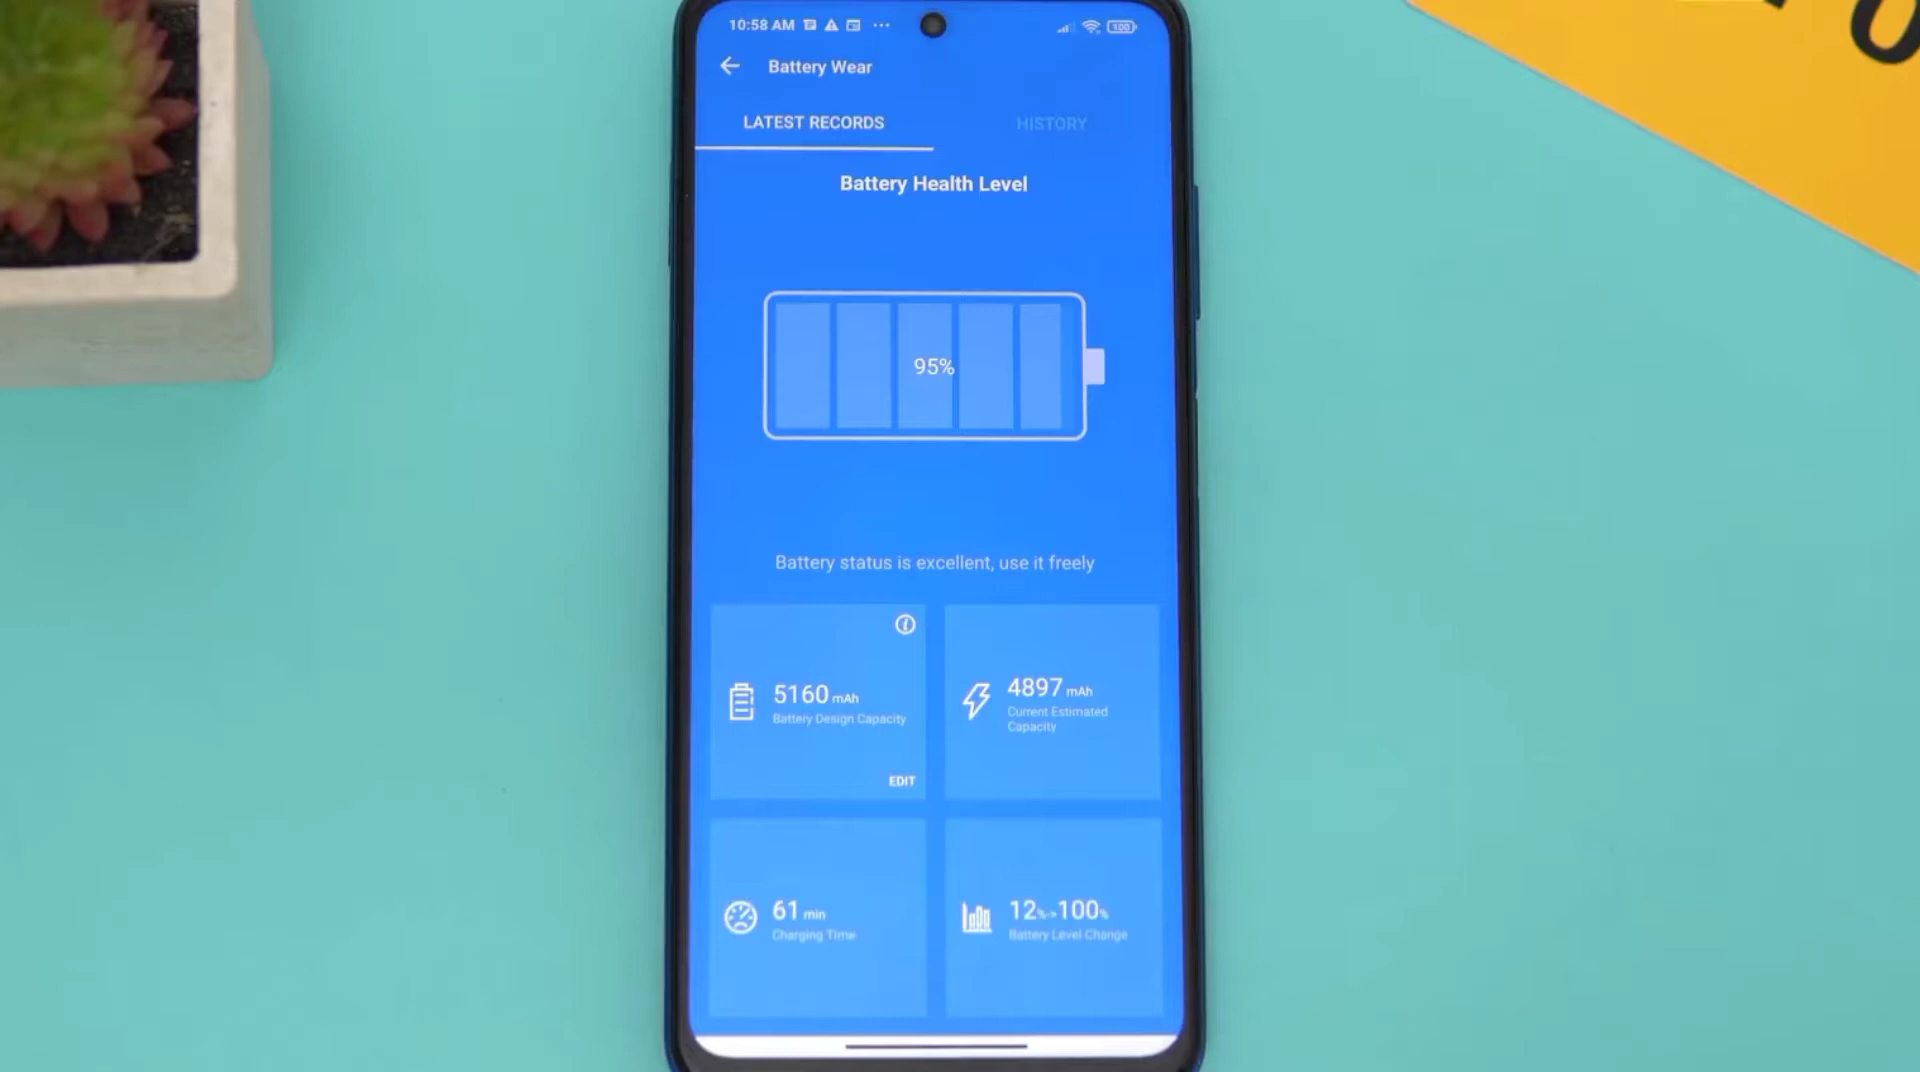 10:58 AM
100
Battery Wear
LATEST RECORDS
HISTORY
Battery Health Level
95%
Battery status is excellent, use it freely
5160 mAh
Battery Design Capacity
EDIT
4897 mAh
Current Estimated
Capacity
61 min
Charging Time
12%->100%
Battery Level Change